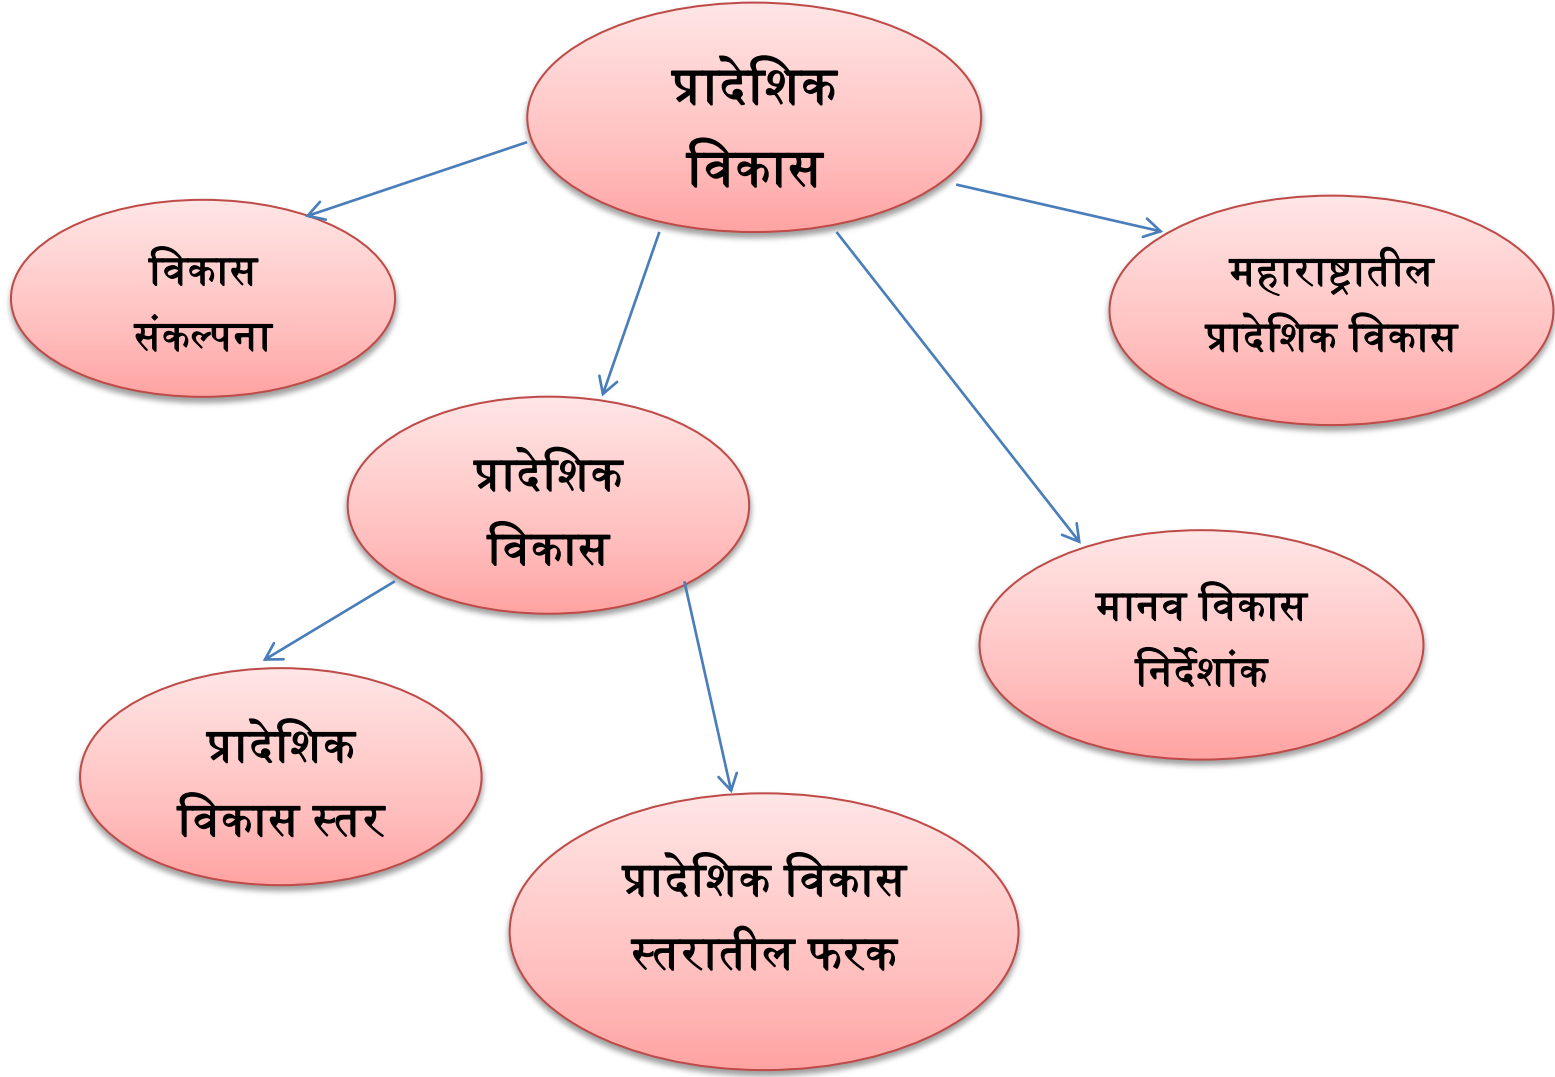 प्रादेशिक
विकास
विकास
संकल्पना
महाराष्ट्रातील
प्रादेशिक विकास
प्रादेशिक
विकास
मानव विकास
निर्देशांक
प्रादेशिक
विकास स्तर
प्रादेशिक विकास
स्तरातील फरक